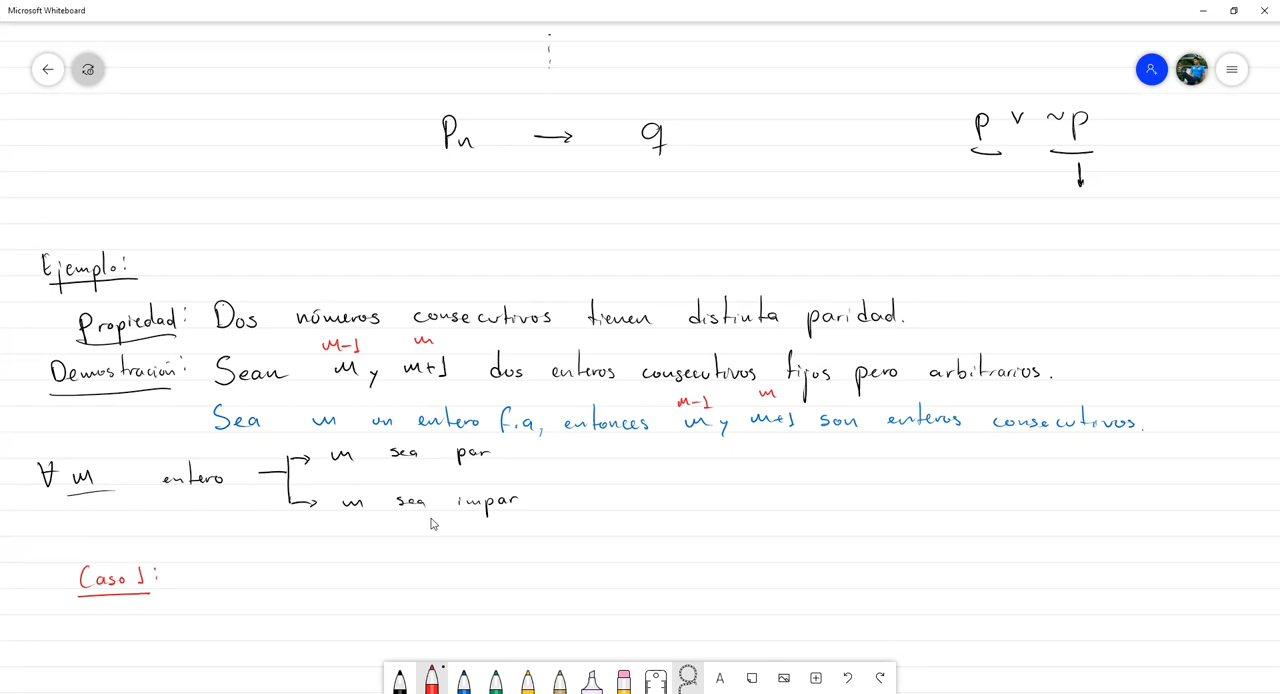 Microsoft Whiteboard
Pn → q
p ∨ ~p
Ejemplo:
Propiedad: Dos números consecutivos tienen distinta paridad.
m-1 m
Demostración: Sean m y m+1 dos enteros consecutivos fijos pero arbitrarios.
m-1 m
Sea m un entero f.a, entonces m y m+1 son enteros consecutivos.
m sea par
∀ m entero
m sea impar
Caso 1: